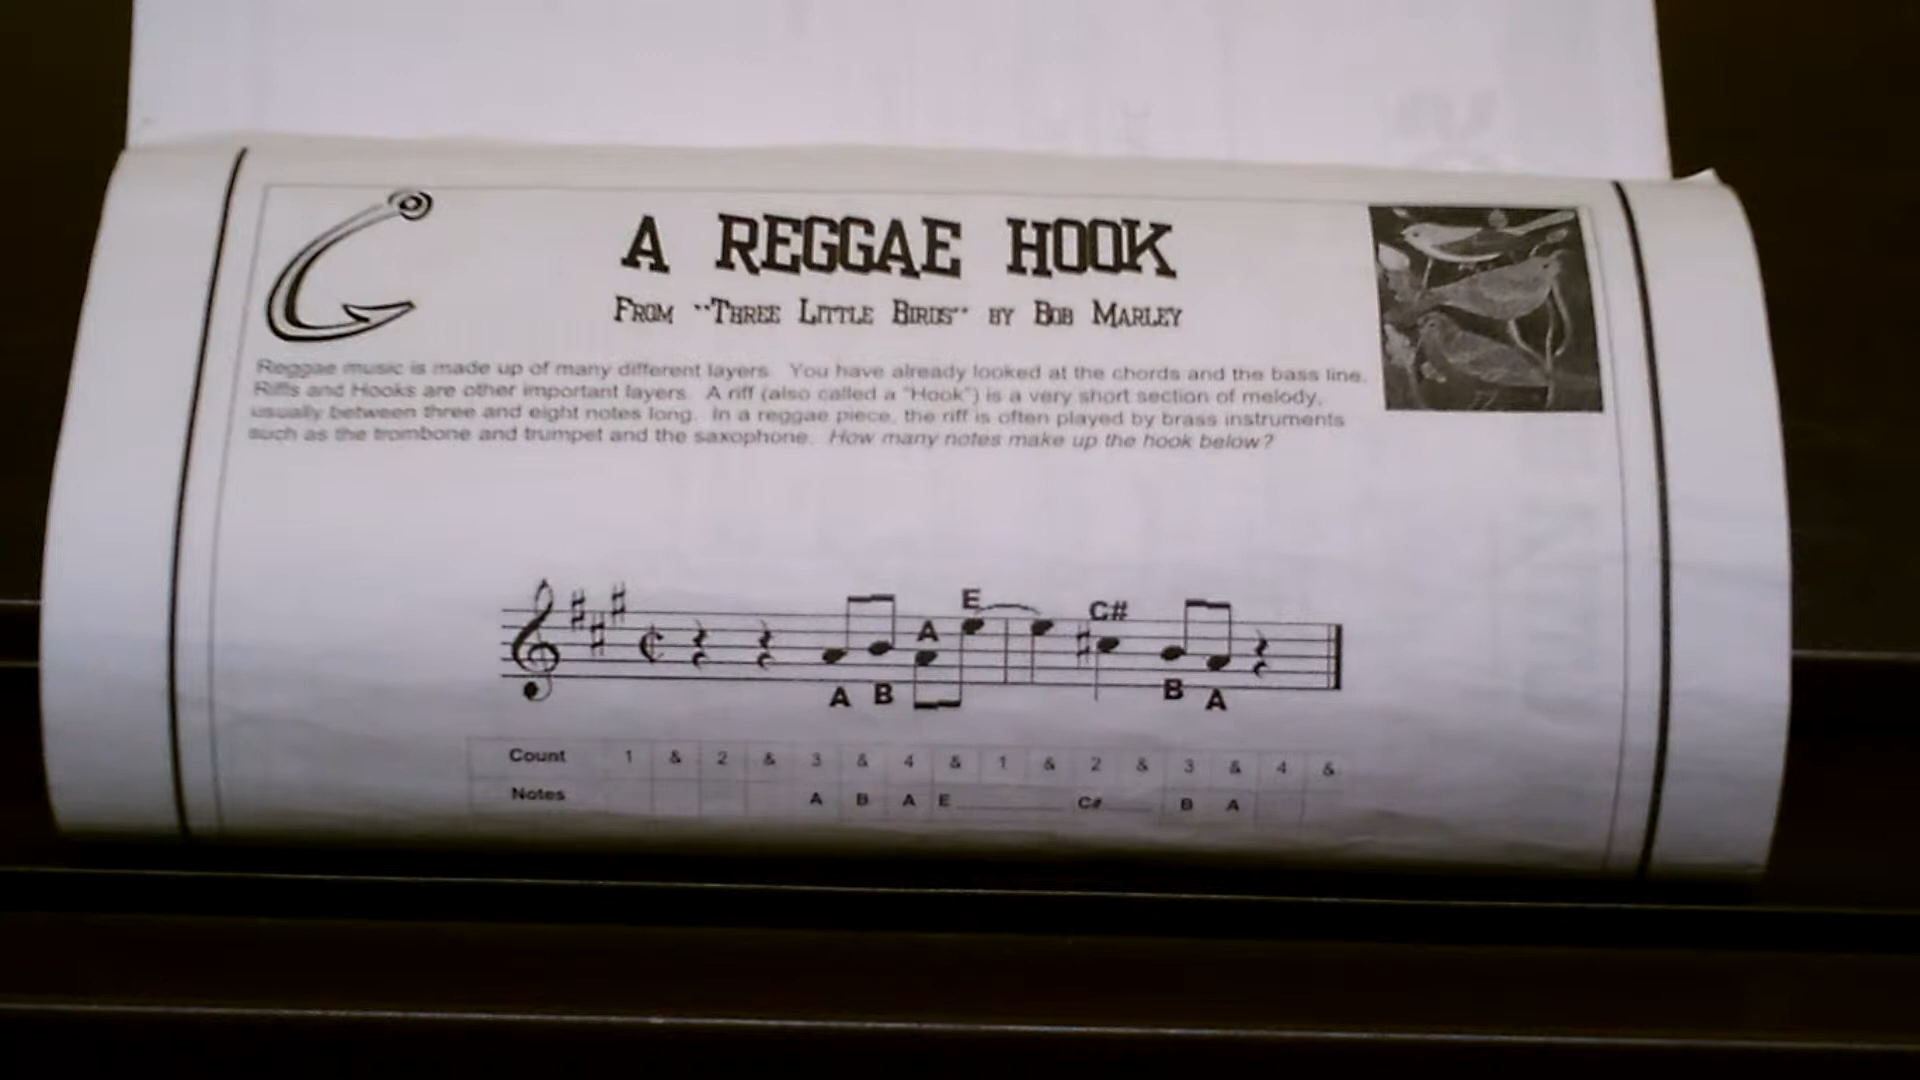 A REGGAE HOOK
FROM "THREE LITTLE BIRDS" BY BOB MARLEY
Reggae music is made up of many different layers. You have already looked at the chords and the bass line.
Riffs and Hooks are other important layers. A riff (also called a "Hook") is a very short section of melody,
usually between three and eight notes long. In a reggae piece, the riff is often played by brass instruments
such as the trombone and trumpet and the saxophone. How many notes make up the hook below?
E C#
A
A B B A
Count 1 & 2 & 3 & 4 & 1 & 2 & 3 & 4 &
Notes A B A E C# B A